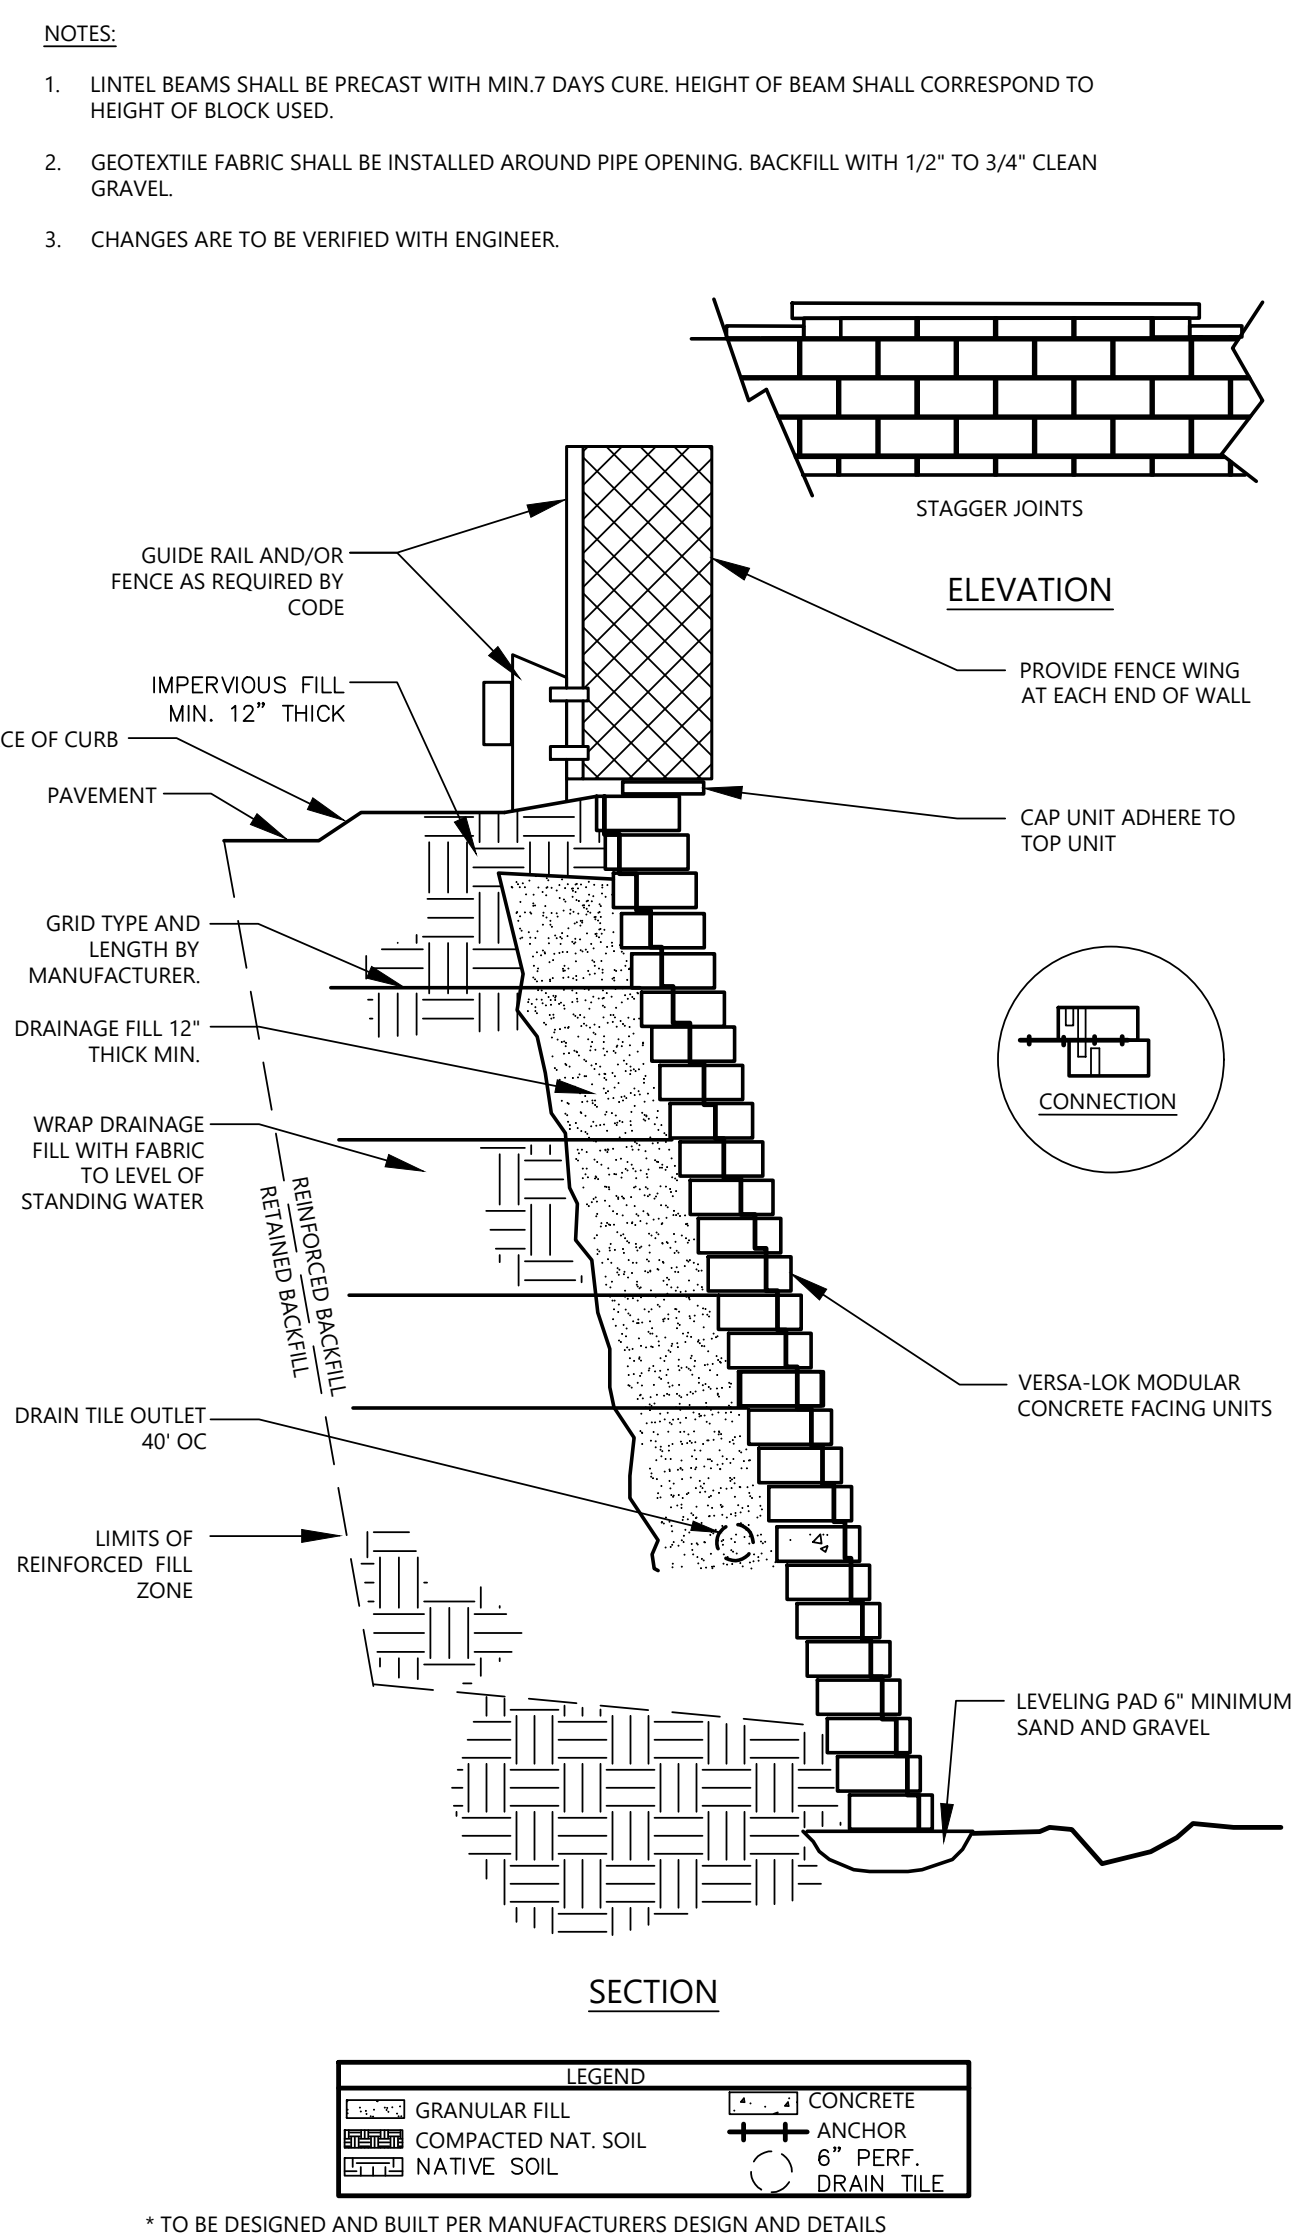 NOTES:
1. LINTEL BEAMS SHALL BE PRECAST WITH MIN.7 DAYS CURE. HEIGHT OF BEAM SHALL CORRESPOND TO
HEIGHT OF BLOCK USED.
2. GEOTEXTILE FABRIC SHALL BE INSTALLED AROUND PIPE OPENING. BACKFILL WITH 1/2" TO 3/4" CLEAN
GRAVEL.
3. CHANGES ARE TO BE VERIFIED WITH ENGINEER.
STAGGER JOINTS
ELEVATION
GUIDE RAIL AND/OR
FENCE AS REQUIRED BY
CODE
IMPERVIOUS FILL
MIN. 12” THICK
CE OF CURB
PAVEMENT
PROVIDE FENCE WING
AT EACH END OF WALL
CAP UNIT ADHERE TO
TOP UNIT
GRID TYPE AND
LENGTH BY
MANUFACTURER.
DRAINAGE FILL 12"
THICK MIN.
WRAP DRAINAGE
FILL WITH FABRIC
TO LEVEL OF
STANDING WATER
CONNECTION
REINFORCED BACKFILL
RETAINED BACKFILL
VERSA-LOK MODULAR
CONCRETE FACING UNITS
DRAIN TILE OUTLET
40' OC
LIMITS OF
REINFORCED FILL
ZONE
LEVELING PAD 6" MINIMUM
SAND AND GRAVEL
SECTION
LEGEND
GRANULAR FILL
COMPACTED NAT. SOIL
NATIVE SOIL
CONCRETE
ANCHOR
6” PERF.
DRAIN TILE
* TO BE DESIGNED AND BUILT PER MANUFACTURERS DESIGN AND DETAILS